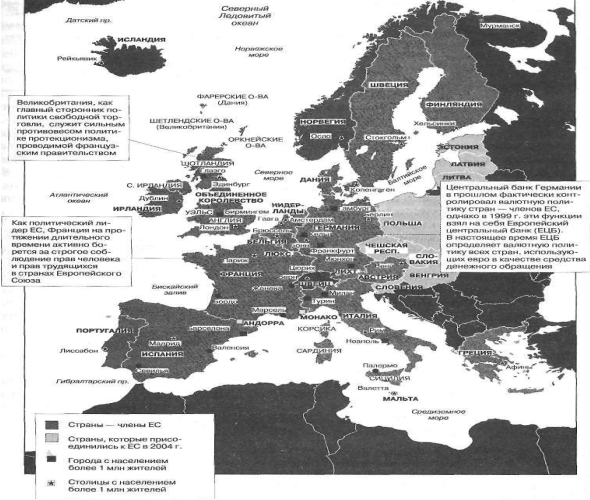 Северный
Ледовитый
океан
Датский пр.
ИСЛАНДИЯ
Рейкьявик
Норвежское
море
Мурманск
ФАРЕРСКИЕ О-ВА
(Дания)
ШВЕЦИЯ
ФИНЛЯНДИЯ
Великобритания, как
главный сторонник по-
литики свободной тор-
говли, служит сильным
противовесом полити-
ке протекционизма,
проводимой француз-
ским правительством
ШЕТЛЕНДСКИЕ О-ВА
(Великобритания)
НОРВЕГИЯ
Хельсинки
ОРКНЕЙСКИЕ
О-ВА
Осло
Стокгольм
ЭСТОНИЯ
ШОТЛАНДИЯ
Глазго
Северное
море
Балтийское
море
ЛАТВИЯ
ЛИТВА
ДАНИЯ
Атлантический
океан
С. ИРЛАНДИЯ
Эдинбург
Копенгаген
Дублин
ОБЪЕДИНЕННОЕ
КОРОЛЕВСТВО
ИРЛАНДИЯ
НИДЕР-
ЛАНДЫ
УЭЛЬС
Бирмингем
Гаага
Амстердам
АНГЛИЯ
Лондон
ГЕРМАНИЯ
ПОЛЬША
Центральный банк Германии
в прошлом фактически конт-
ролировал валютную поли-
тику стран — членов ЕС,
однако в 1999 г. эти функции
взял на себя Европейский
центральный банк (ЕЦБ).
В настоящее время ЕЦБ
определяет валютную поли-
тику всех стран, использую-
щих евро в качестве средства
денежного обращения
Как политический ли-
дер ЕС, Франция на про-
тяжении длительного
времени активно бо-
рется за строгое соб-
людение прав человека
и прав трудящихся
в странах Европейского
Союза
Брюссель
БЕЛЬГИЯ
ЛЮКС.
Франкфурт
ЧЕШСКАЯ
РЕСП.
СЛО-
ВАКИЯ
Париж
Цюрих
ФРАНЦИЯ
АВСТРИЯ
ВЕНГРИЯ
СЛОВЕНИЯ
Бискайский
залив
Турин
Марсель
МОНАКО
ИТАЛИЯ
АНДОРРА
КОРСИКА
Рим
ПОРТУГАЛИЯ
Барселона
Мадрид
Валенсия
Неаполь
САРДИНИЯ
Лиссабон
ИСПАНИЯ
ГРЕЦИЯ
Афины
Севилья
Палермо
СИЦИЛИЯ
Гибралтарский пр.
Валетта
МАЛЬТА
Средиземное
море
Страны — члены ЕС
Страны, которые присо-
единились к ЕС в 2004 г.
Города с населением
более 1 млн жителей
Столицы с населением
более 1 млн жителей